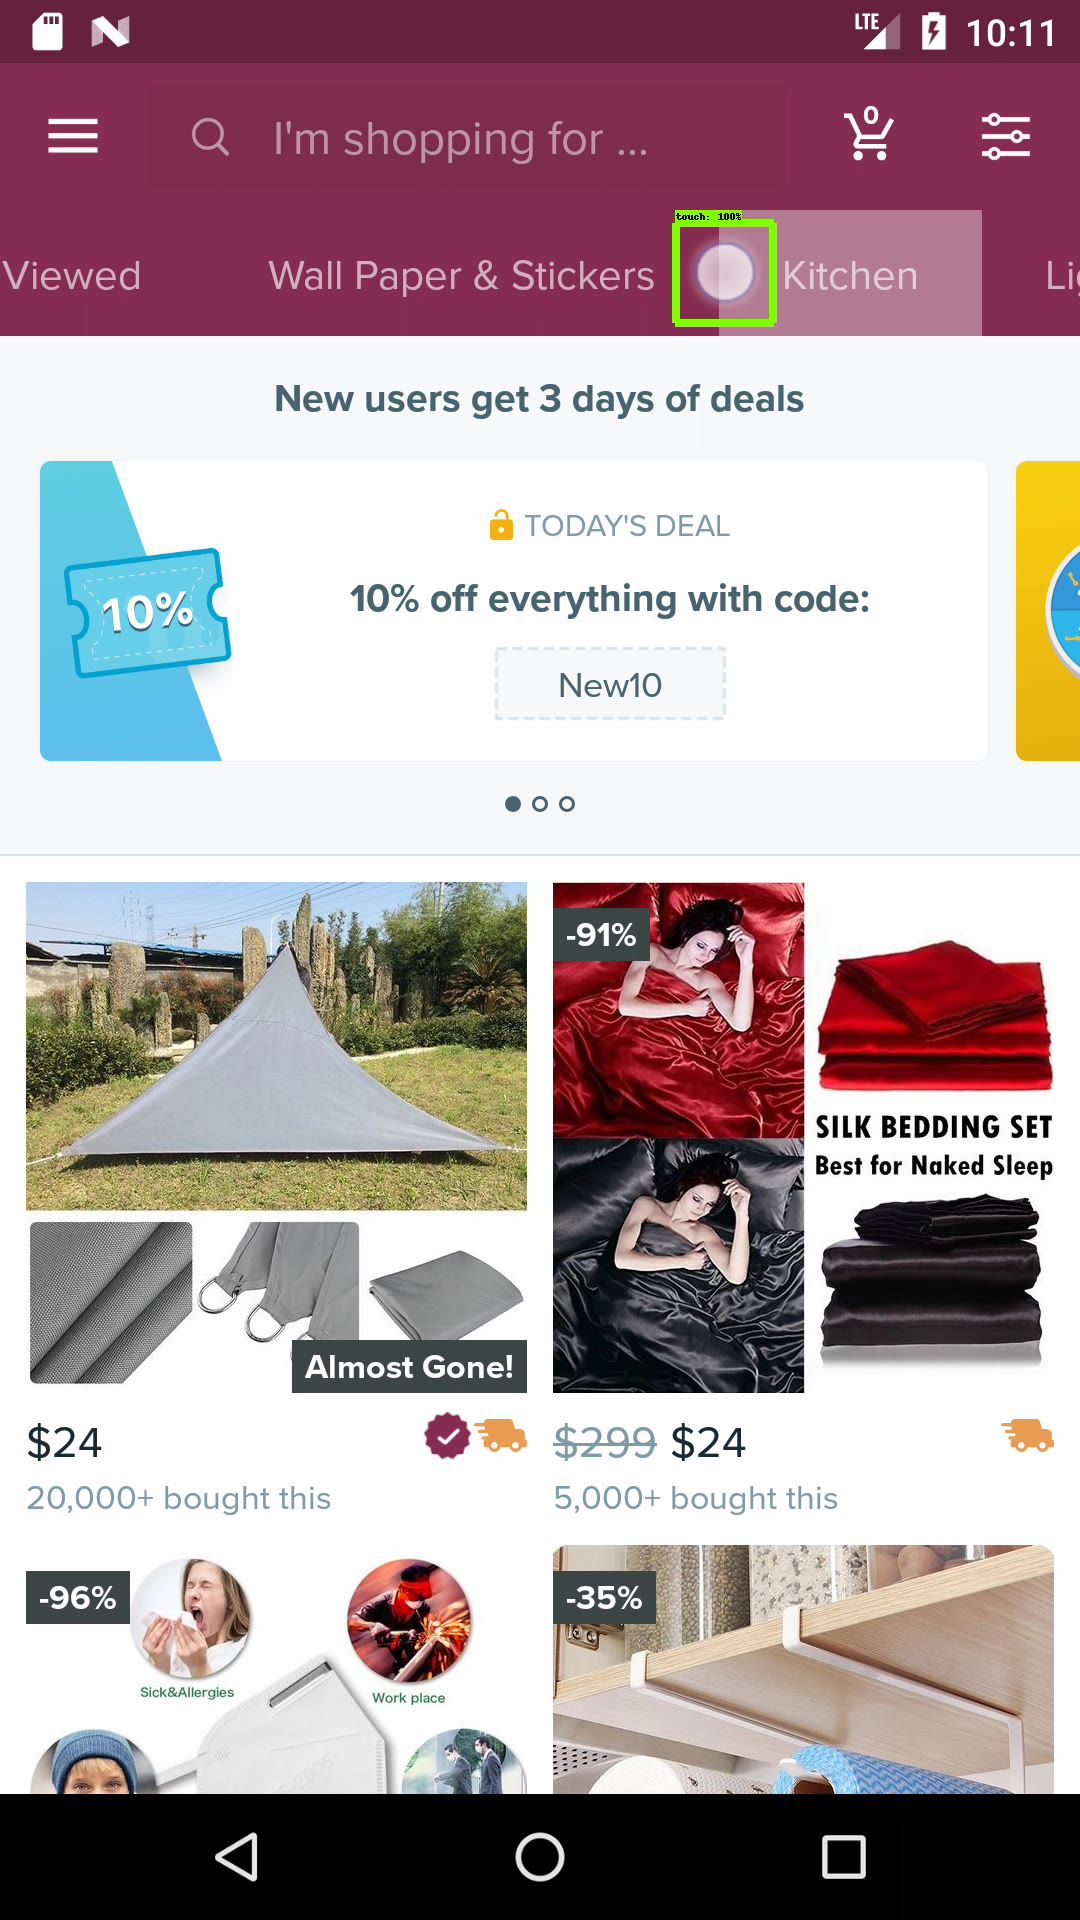 LTE 10:11
I'm shopping for ...
0
touch: 100%
Viewed Wall Paper & Stickers Kitchen Li
New users get 3 days of deals
TODAY'S DEAL
10%
10% off everything with code:
New10
-91%
SILK BEDDING SET
Best for Naked Sleep
Almost Gone!
$24
20,000+ bought this
$299 $24
5,000+ bought this
-96%
Sick&Allergies
Work place
-35%